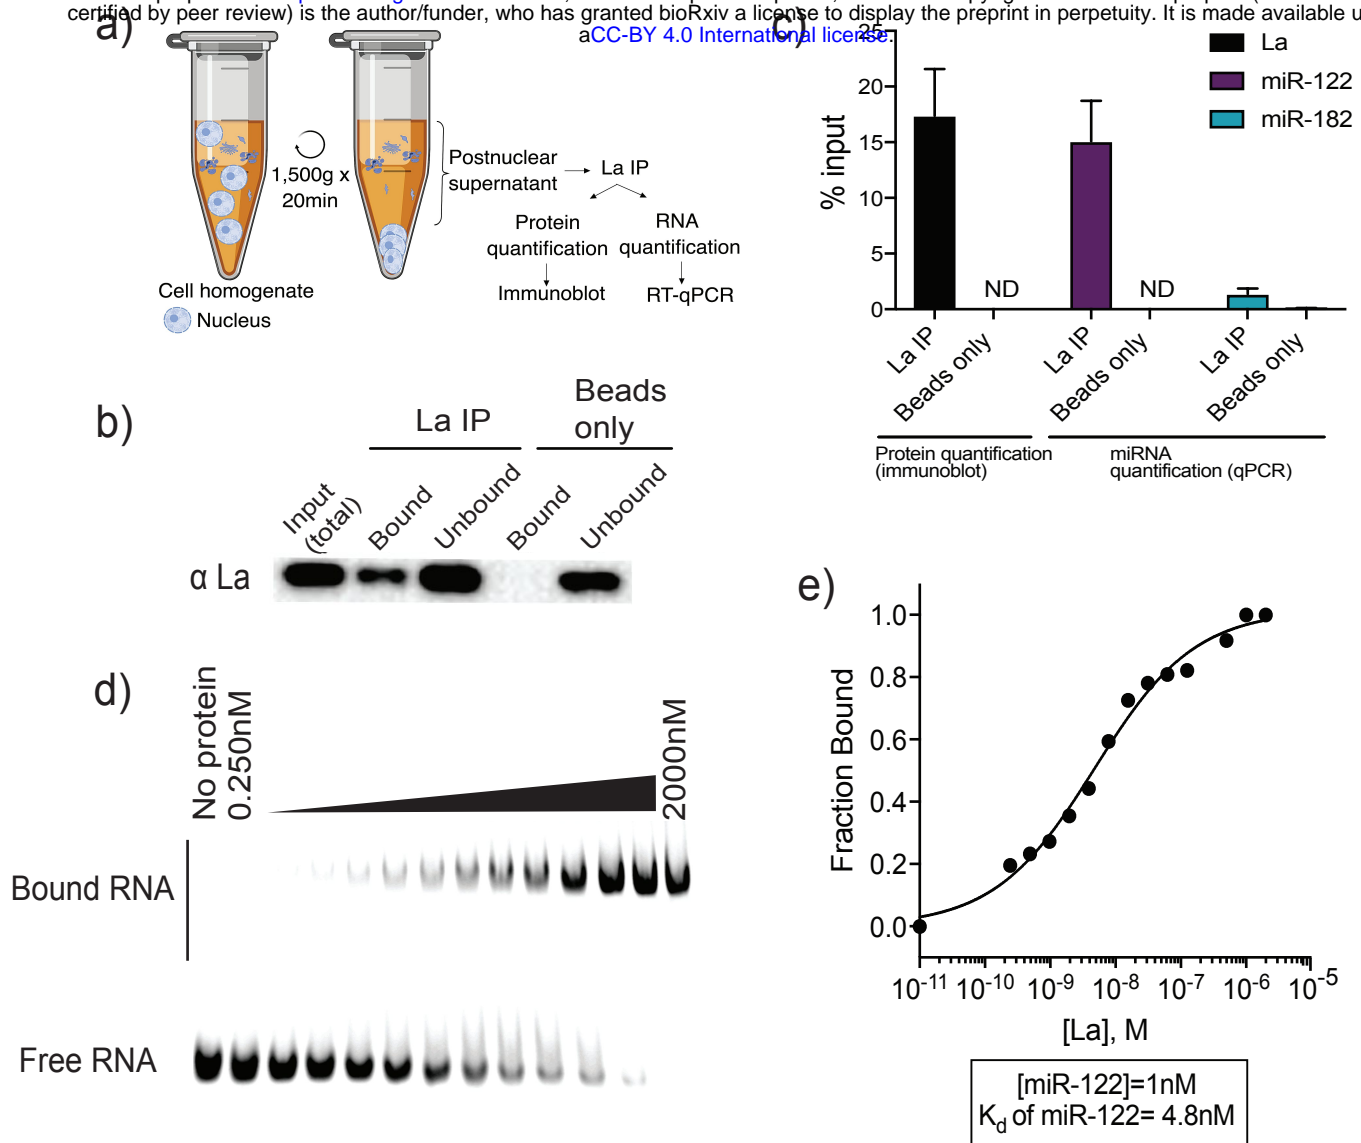 certified by peer review) is the author/funder, who has granted bioRxiv a license to display the preprint in perpetuity. It is made available
aCC-BY 4.0 International license.
a)
1,500g x
20min
Postnuclear
supernatant
La IP
Protein
quantification
RNA
quantification
Immunoblot
RT-qPCR
Cell homogenate
Nucleus
c)
25
20
15
10
5
0
% input
La
miR-122
miR-182
ND
ND
La IP
Beads only
La IP
Beads only
La IP
Beads only
Protein quantification
(immunoblot)
miRNA
quantification (qPCR)
b)
La IP
Beads
only
Input
(total)
Bound
Unbound
Bound
Unbound
α La
d)
No protein
0.250nM
2000nM
Bound RNA
Free RNA
e)
1.0
0.8
0.6
0.4
0.2
0.0
Fraction Bound
10-11 10-10 10-9 10-8 10-7 10-6 10-5
[La], M
[miR-122]=1nM
Kd of miR-122= 4.8nM